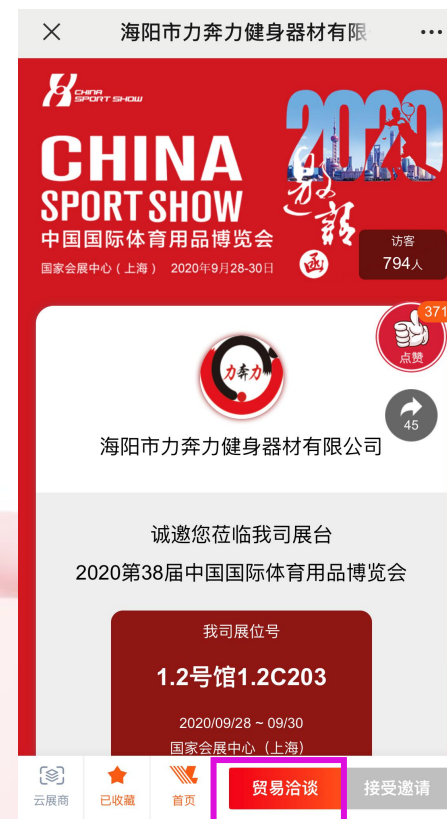 海阳市力奔力健身器材有限
CHINA
SPORT SHOW
2020
CHINA
SPORT SHOW
邀请函
中国国际体育用品博览会
国家会展中心（上海） 2020年9月28-30日
访客
794人
371
点赞
力奔力
45
海阳市力奔力健身器材有限公司
诚邀您莅临我司展台
2020第38届中国国际体育用品博览会
我司展位号
1.2号馆1.2C203
2020/09/28 ~ 09/30
国家会展中心（上海）
云展商
已收藏
首页
贸易洽谈
接受邀请